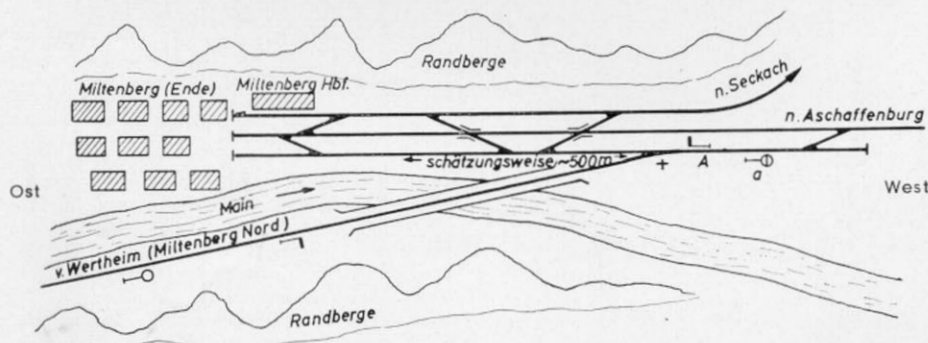 Randberge
n. Seckach
Miltenberg (Ende)
Miltenberg Hbf.
n. Aschaffenburg
schätzungsweise ~500m
+
A
a
Ost
West
Main
v. Wertheim (Miltenberg Nord)
Randberge